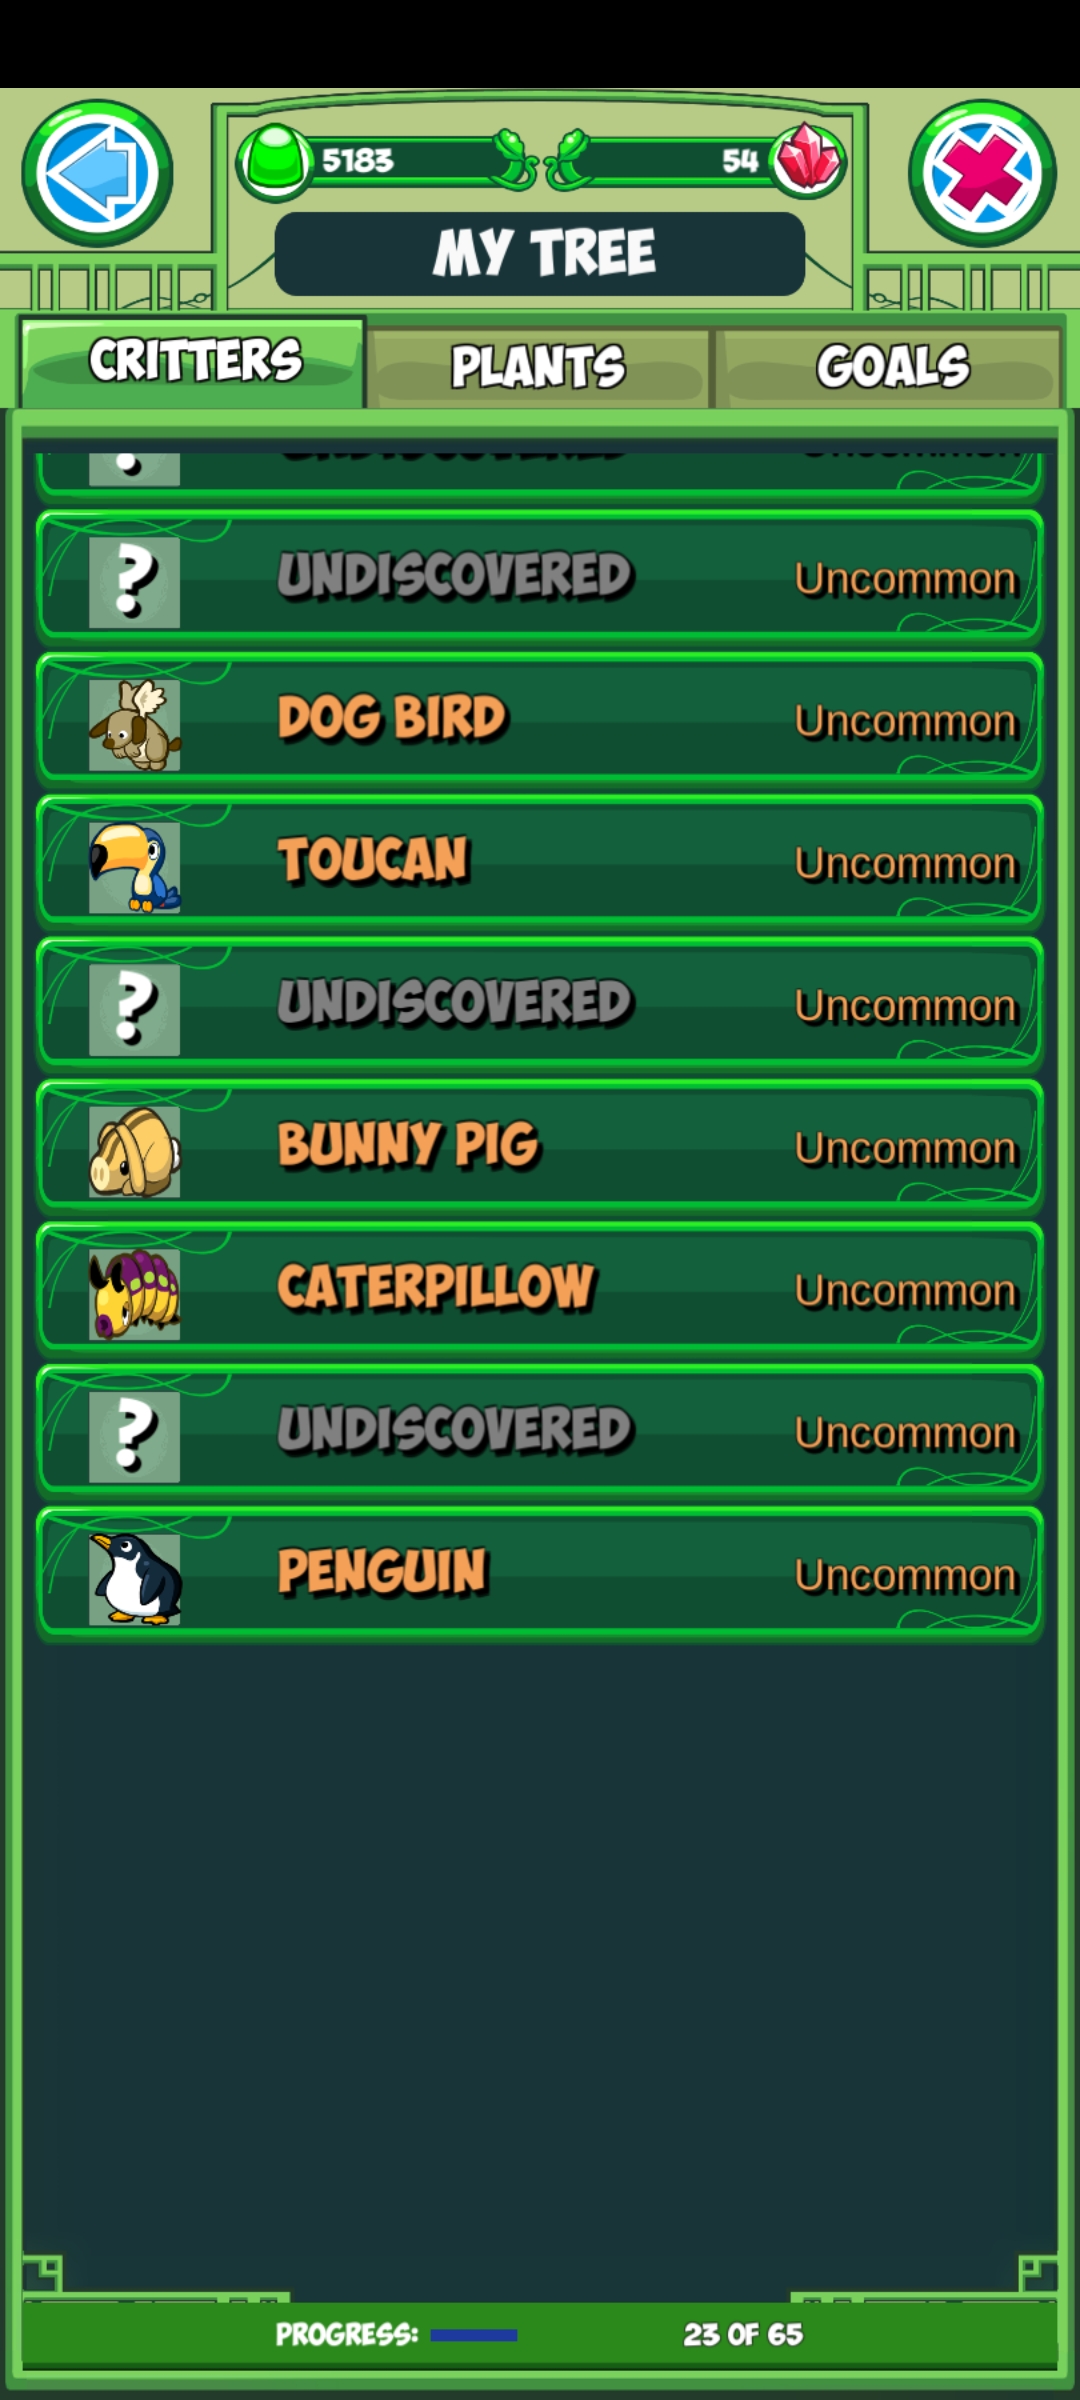 5183
54
MY TREE
CRITTERS
PLANTS
GOALS
?
UNDISCOVERED
Uncommon
DOG BIRD
Uncommon
TOUCAN
Uncommon
?
UNDISCOVERED
Uncommon
BUNNY PIG
Uncommon
CATERPILLOW
Uncommon
?
UNDISCOVERED
Uncommon
PENGUIN
Uncommon
PROGRESS:
23 OF 65